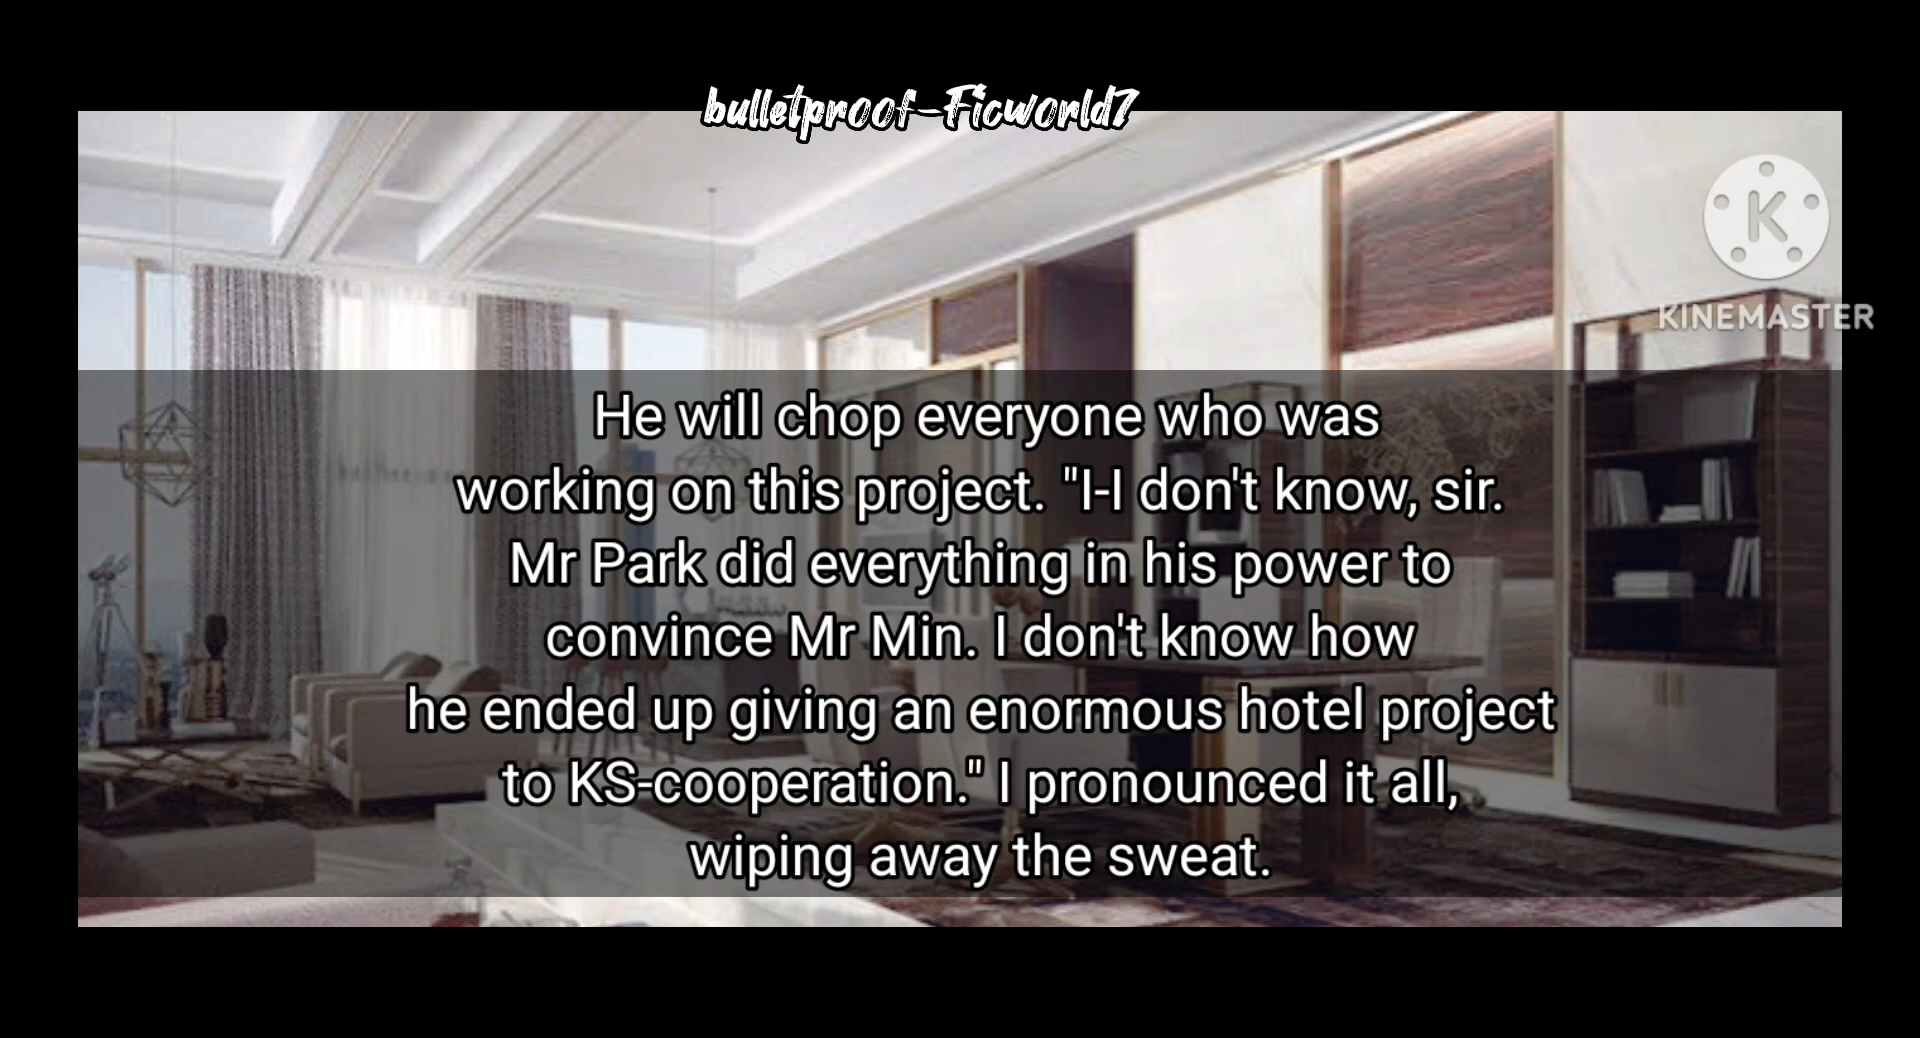 bulletproof-Ficworld7
K
KINEMASTER
He will chop everyone who was
working on this project. "I-I don't know, sir.
Mr Park did everything in his power to
convince Mr Min. I don't know how
he ended up giving an enormous hotel project
to KS-cooperation." I pronounced it all,
wiping away the sweat.